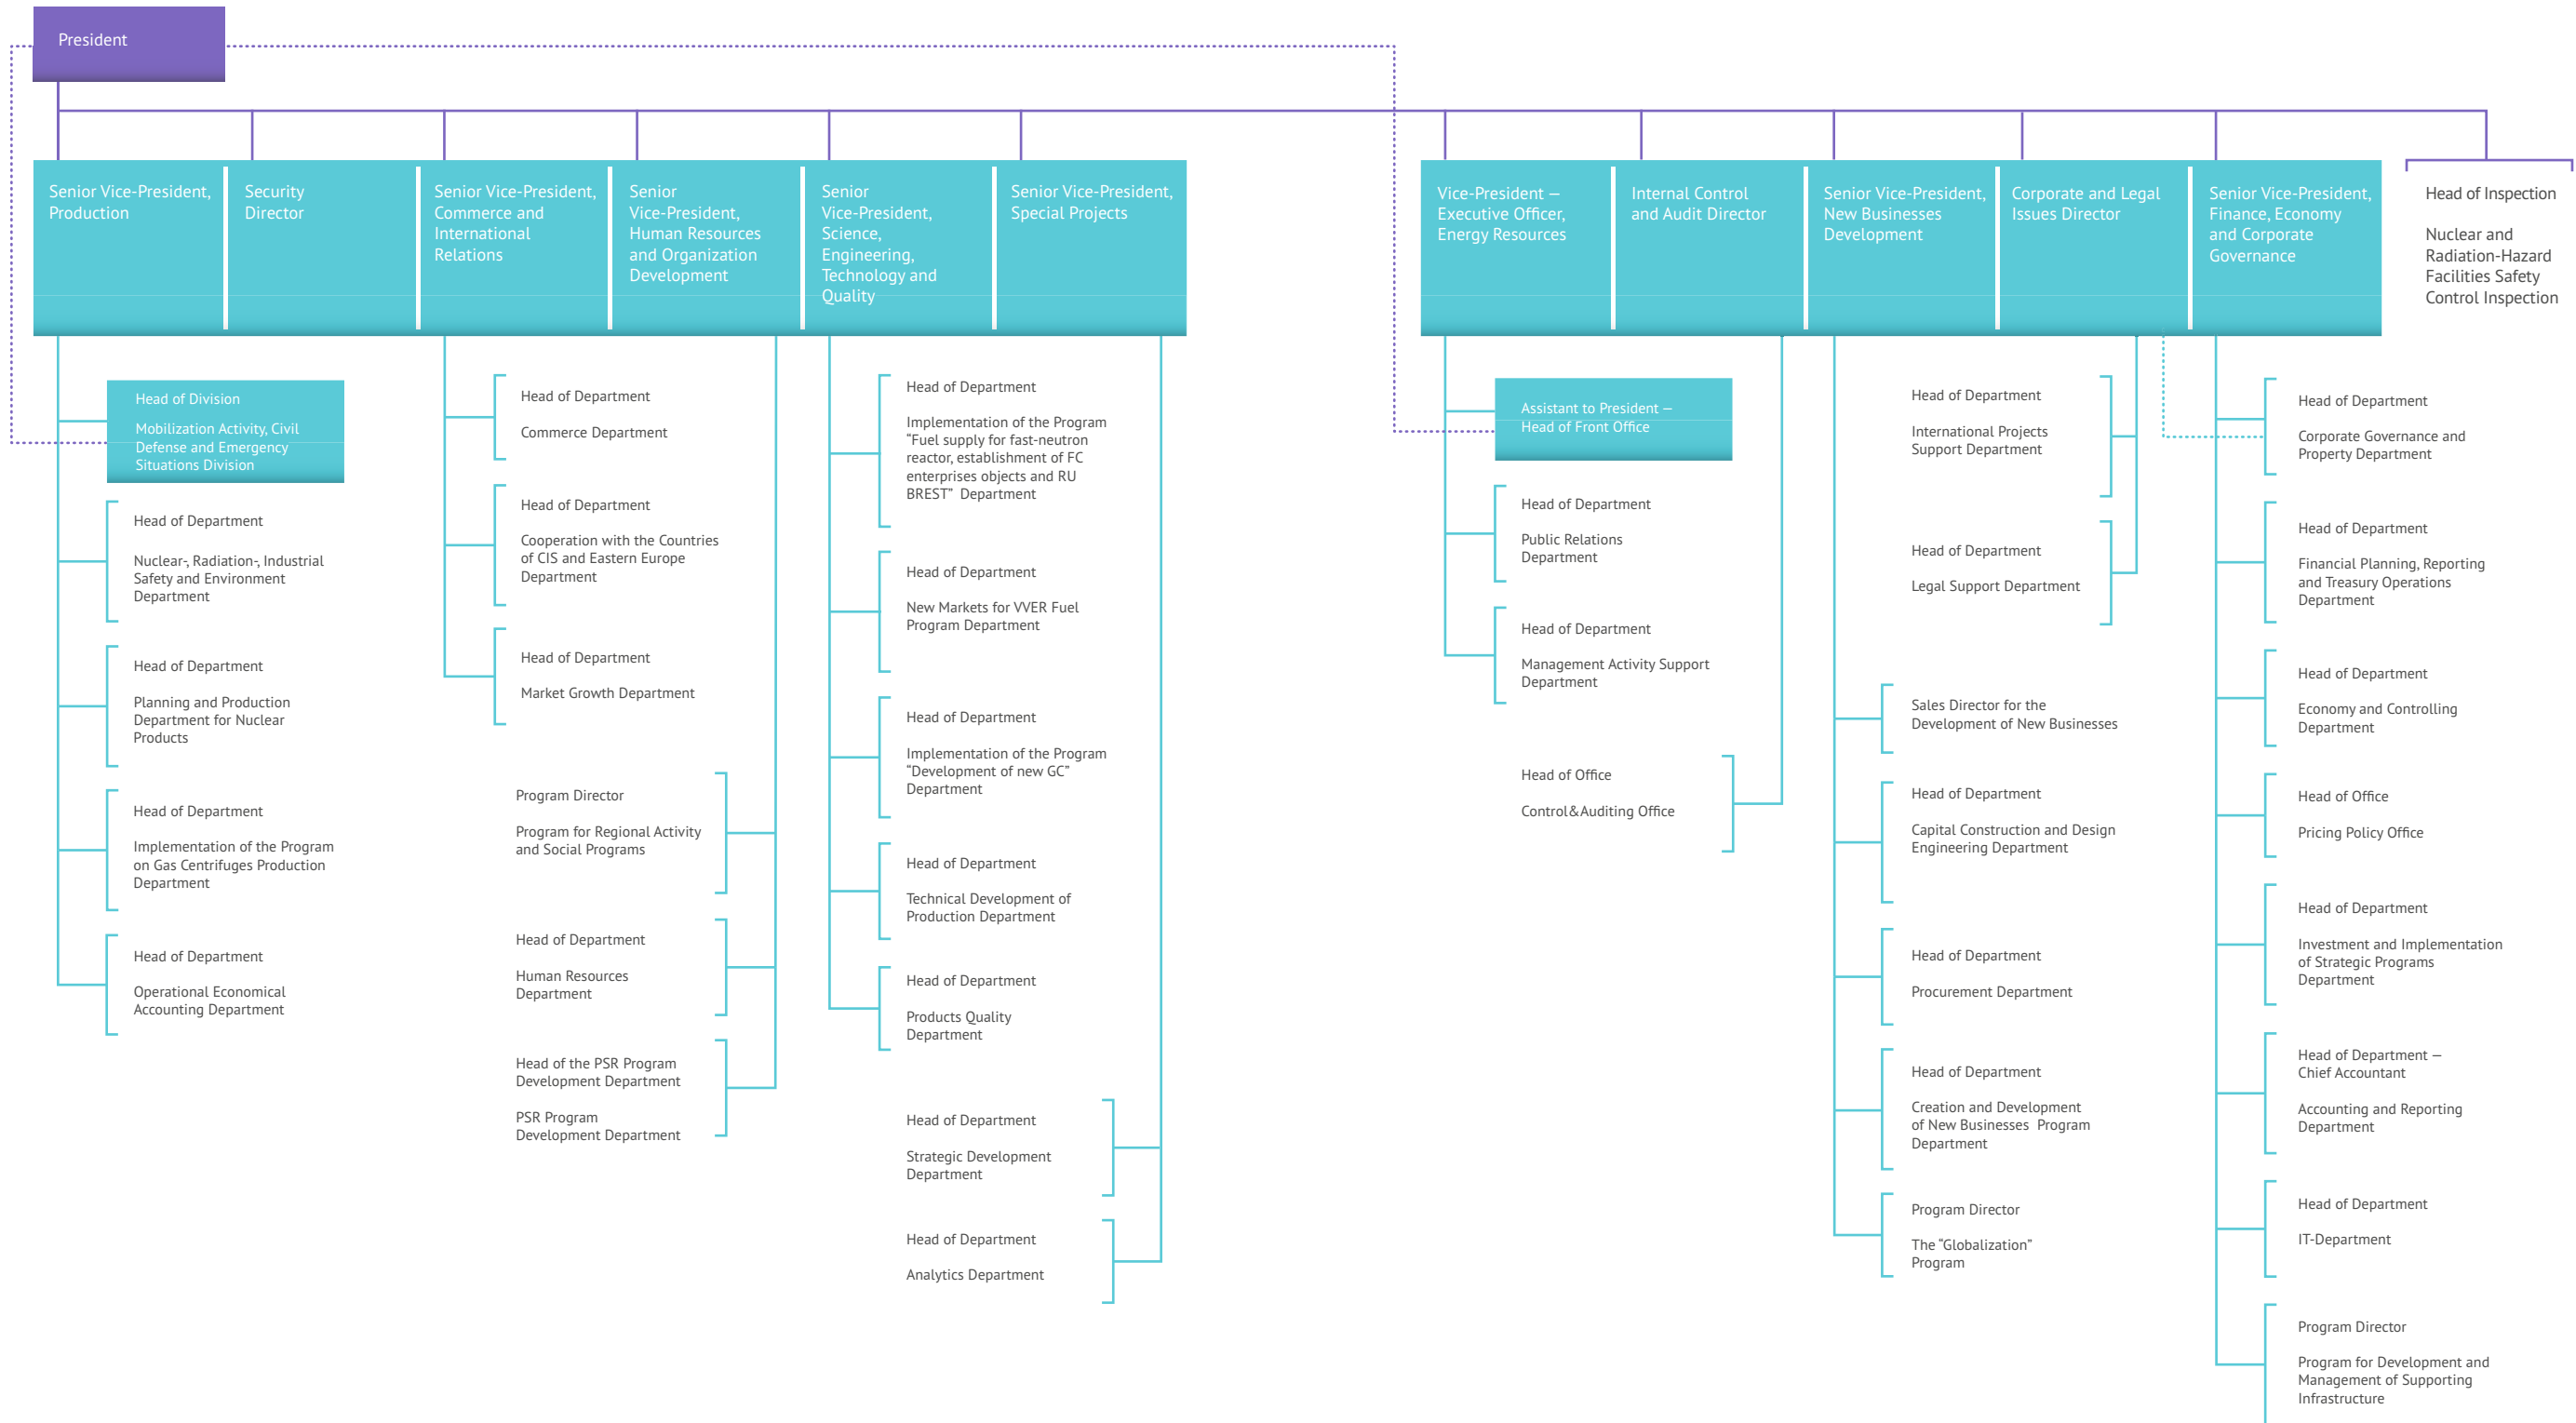 President
Senior Vice-President,
Production
Security
Director
Senior Vice-President,
Commerce and
International
Relations
Senior
Vice-President,
Human Resources
and Organization
Development
Senior
Vice-President,
Science,
Engineering,
Technology and
Quality
Senior Vice-President,
Special Projects
Vice-President —
Executive Officer,
Energy Resources
Internal Control
and Audit Director
Senior Vice-President,
New Businesses
Development
Corporate and Legal
Issues Director
Senior Vice-President,
Finance, Economy
and Corporate
Governance
Head of Inspection
Nuclear and
Radiation-Hazard
Facilities Safety
Control Inspection
Head of Division
Mobilization Activity, Civil
Defense and Emergency
Situations Division
Head of Department
Nuclear-, Radiation-, Industrial
Safety and Environment
Department
Head of Department
Planning and Production
Department for Nuclear
Products
Head of Department
Implementation of the Program
on Gas Centrifuges Production
Department
Head of Department
Operational Economical
Accounting Department
Head of Department
Commerce Department
Head of Department
Cooperation with the Countries
of CIS and Eastern Europe
Department
Head of Department
Market Growth Department
Program Director
Program for Regional Activity
and Social Programs
Head of Department
Human Resources
Department
Head of the PSR Program
Development Department
PSR Program
Development Department
Head of Department
Implementation of the Program
“Fuel supply for fast-neutron
reactor, establishment of FC
enterprises objects and RU
BREST” Department
Head of Department
New Markets for VVER Fuel
Program Department
Head of Department
Implementation of the Program
“Development of new GC”
Department
Head of Department
Technical Development of
Production Department
Head of Department
Products Quality
Department
Head of Department
Strategic Development
Department
Head of Department
Analytics Department
Assistant to President —
Head of Front Office
Head of Department
Public Relations
Department
Head of Department
Management Activity Support
Department
Head of Office
Control&Auditing Office
Head of Department
International Projects
Support Department
Head of Department
Legal Support Department
Sales Director for the
Development of New Businesses
Head of Department
Capital Construction and Design
Engineering Department
Head of Department
Procurement Department
Head of Department
Creation and Development
of New Businesses Program
Department
Program Director
The “Globalization”
Program
Head of Department
Corporate Governance and
Property Department
Head of Department
Financial Planning, Reporting
and Treasury Operations
Department
Head of Department
Economy and Controlling
Department
Head of Office
Pricing Policy Office
Head of Department
Investment and Implementation
of Strategic Programs
Department
Head of Department —
Chief Accountant
Accounting and Reporting
Department
Head of Department
IT-Department
Program Director
Program for Development and
Management of Supporting
Infrastructure